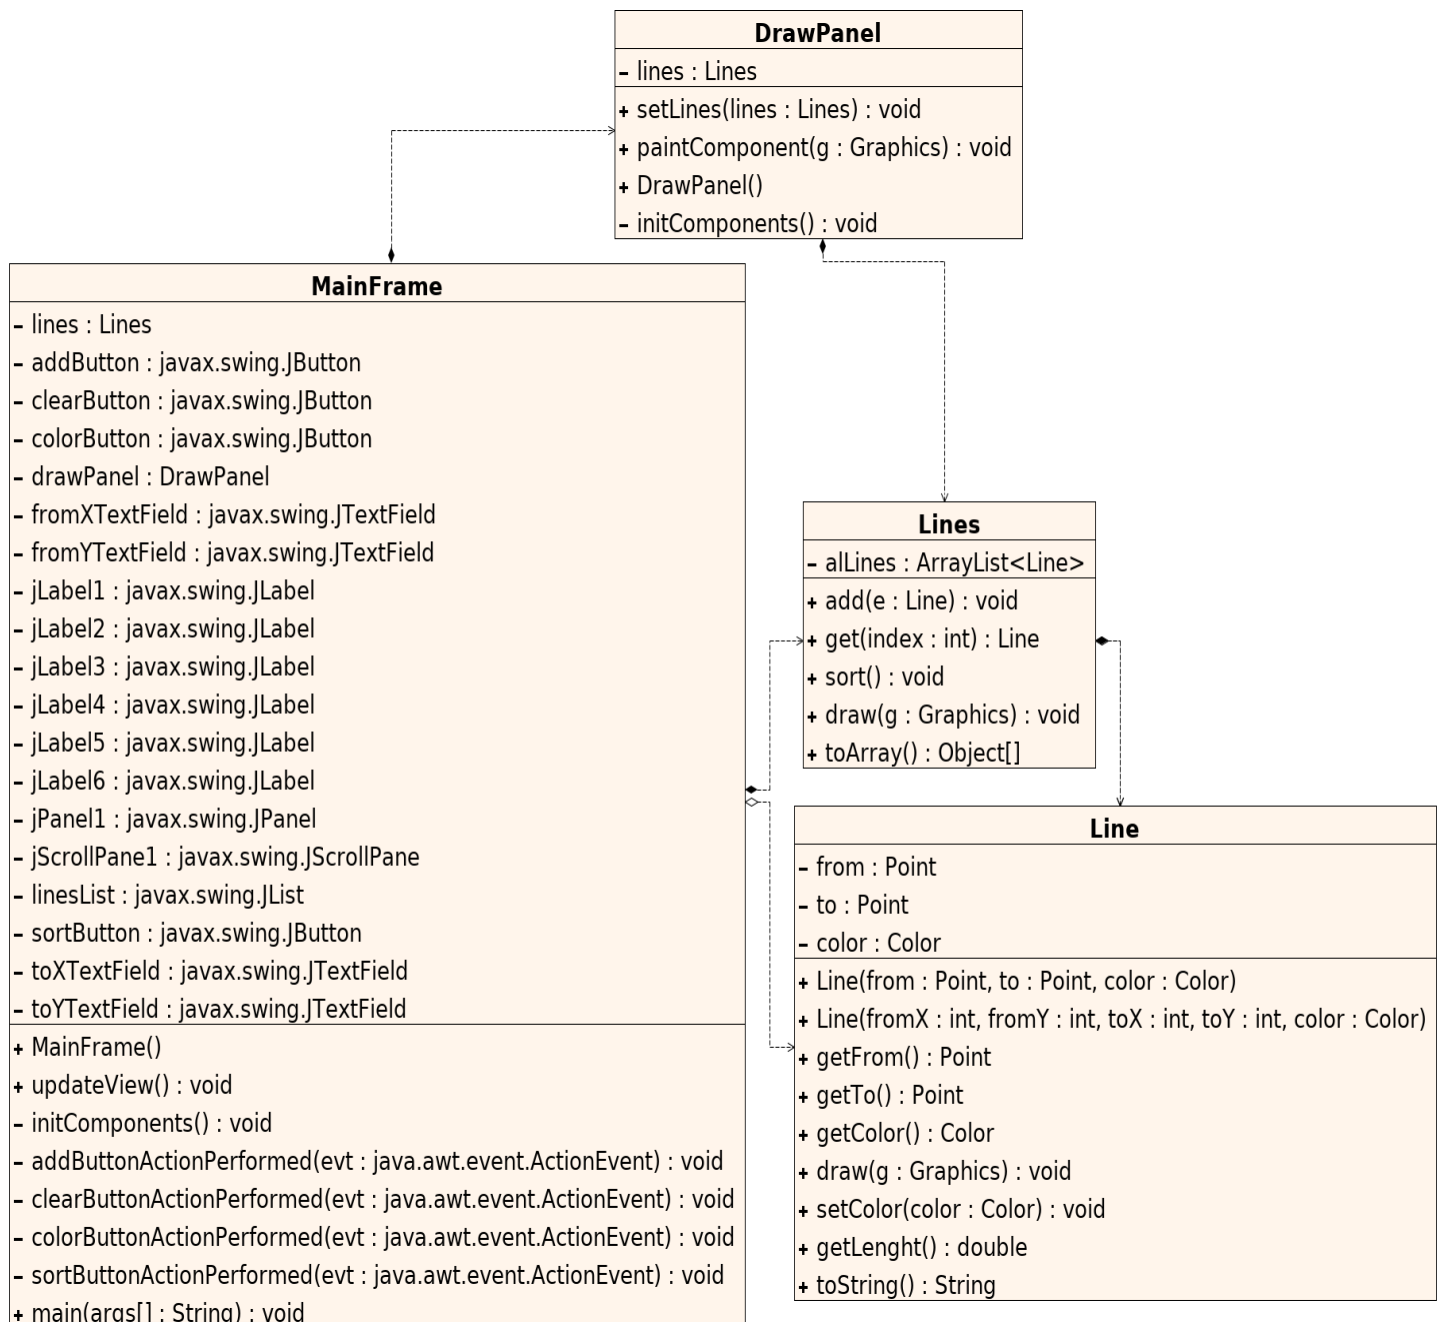 DrawPanel
- lines : Lines
+ setLines(lines : Lines) : void
+ paintComponent(g : Graphics) : void
+ DrawPanel()
- initComponents() : void
MainFrame
- lines : Lines
- addButton : javax.swing.JButton
- clearButton : javax.swing.JButton
- colorButton : javax.swing.JButton
- drawPanel : DrawPanel
- fromXTextField : javax.swing.JTextField
- fromYTextField : javax.swing.JTextField
- jLabel1 : javax.swing.JLabel
- jLabel2 : javax.swing.JLabel
- jLabel3 : javax.swing.JLabel
- jLabel4 : javax.swing.JLabel
- jLabel5 : javax.swing.JLabel
- jLabel6 : javax.swing.JLabel
- jPanel1 : javax.swing.JPanel
- jScrollPane1 : javax.swing.JScrollPane
- linesList : javax.swing.JList
- sortButton : javax.swing.JButton
- toXTextField : javax.swing.JTextField
- toYTextField : javax.swing.JTextField
+ MainFrame()
+ updateView() : void
- initComponents() : void
- addButtonActionPerformed(evt : java.awt.event.ActionEvent) : void
- clearButtonActionPerformed(evt : java.awt.event.ActionEvent) : void
- colorButtonActionPerformed(evt : java.awt.event.ActionEvent) : void
- sortButtonActionPerformed(evt : java.awt.event.ActionEvent) : void
+ main(args[] : String) : void
Lines
- alLines : ArrayList<Line>
+ add(e : Line) : void
+ get(index : int) : Line
+ sort() : void
+ draw(g : Graphics) : void
+ toArray() : Object[]
Line
- from : Point
- to : Point
- color : Color
+ Line(from : Point, to : Point, color : Color)
+ Line(fromX : int, fromY : int, toX : int, toY : int, color : Color)
+ getFrom() : Point
+ getTo() : Point
+ getColor() : Color
+ draw(g : Graphics) : void
+ setColor(color : Color) : void
+ getLenght() : double
+ toString() : String